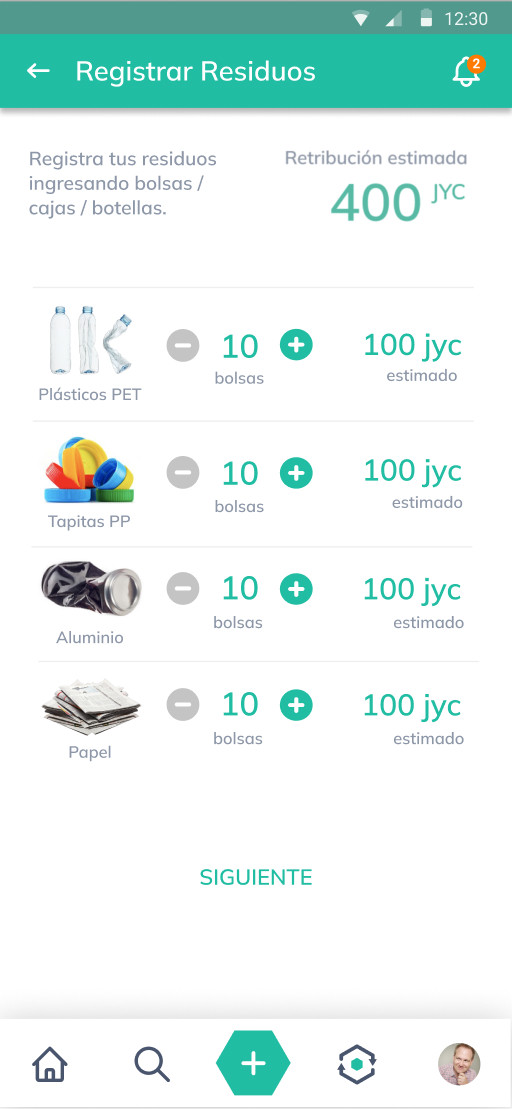 12:30
Registrar Residuos
2
Registra tus residuos
ingresando bolsas /
cajas / botellas.
Retribución estimada
400 JYC
10
100 jyc
bolsas
estimado
Plásticos PET
10
100 jyc
bolsas
estimado
Tapitas PP
10
100 jyc
bolsas
estimado
Aluminio
10
100 jyc
bolsas
estimado
Papel
SIGUIENTE